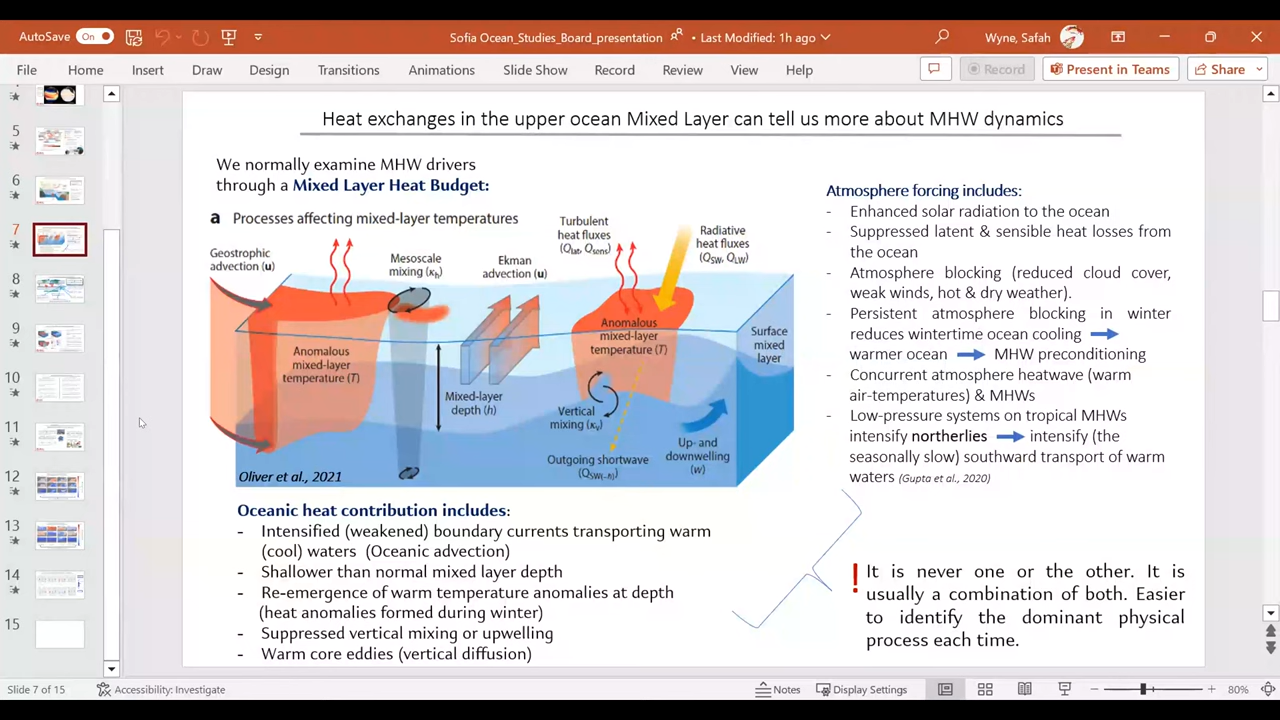 AutoSave On
Sofia Ocean_Studies_Board_presentation • Last Modified: 1h ago
Wyne, Safah
File Home Insert Draw Design Transitions Animations Slide Show Record Review View Help
Record
Present in Teams
Share
5
6
7
8
9
10
11
12
13
14
15
Heat exchanges in the upper ocean Mixed Layer can tell us more about MHW dynamics
We normally examine MHW drivers
through a Mixed Layer Heat Budget:
a Processes affecting mixed-layer temperatures
Geostrophic
advection (u)
Mesoscale
mixing (κh)
Ekman
advection (u)
Turbulent
heat fluxes
(Qlat, Qsens)
Radiative
heat fluxes
(QSW, QLW)
Anomalous
mixed-layer
temperature (T)
Mixed-layer
depth (h)
Anomalous
mixed-layer
temperature (T)
Surface
mixed
layer
Vertical
mixing (κv)
Outgoing shortwave
(QSW(-h))
Up- and
downwelling
(w)
Oliver et al., 2021
Oceanic heat contribution includes:
- Intensified (weakened) boundary currents transporting warm
(cool) waters (Oceanic advection)
- Shallower than normal mixed layer depth
- Re-emergence of warm temperature anomalies at depth
(heat anomalies formed during winter)
- Suppressed vertical mixing or upwelling
- Warm core eddies (vertical diffusion)
Atmosphere forcing includes:
- Enhanced solar radiation to the ocean
- Suppressed latent & sensible heat losses from
the ocean
- Atmosphere blocking (reduced cloud cover,
weak winds, hot & dry weather).
- Persistent atmosphere blocking in winter
reduces wintertime ocean cooling
warmer ocean MHW preconditioning
- Concurrent atmosphere heatwave (warm
air-temperatures) & MHWs
- Low-pressure systems on tropical MHWs
intensify northerlies intensify (the
seasonally slow) southward transport of warm
waters (Gupta et al., 2020)
! It is never one or the other. It is
usually a combination of both. Easier
to identify the dominant physical
process each time.
Slide 7 of 15
Accessibility: Investigate
Notes
Display Settings
80%